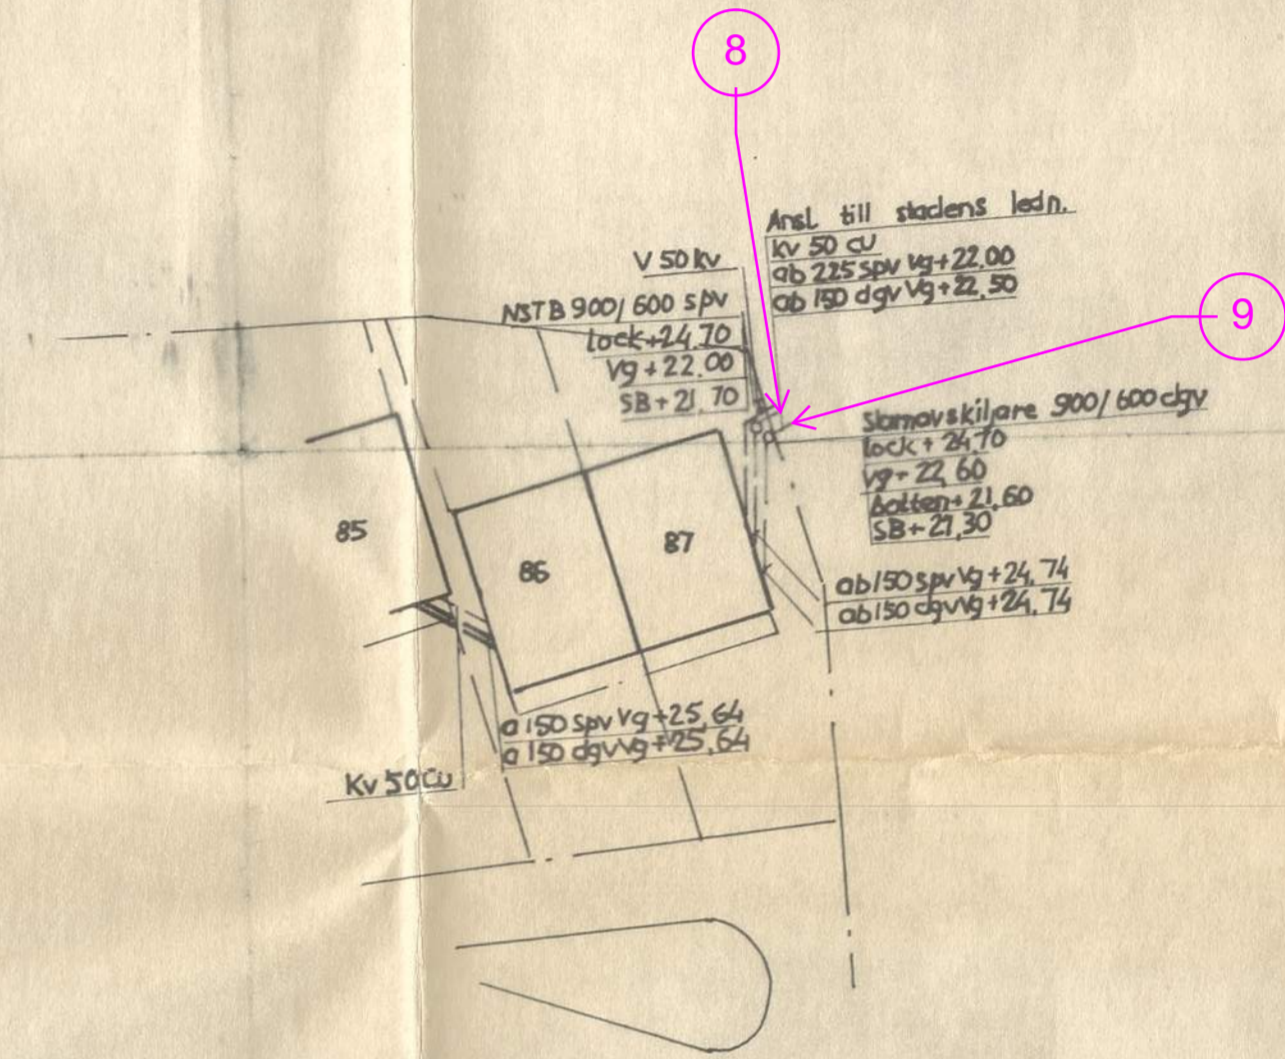 8
Ansl till stadens ledn.
kv 50 cu
ab 225 spv vg+22,00
ab 150 dgv vg+22,50
V 50 kv
NSTB 900/600 spv
lock+24,70
vg+22,00
SB+21,70
9
Slamavskiljare 900/600 dgv
lock+24,70
vg+22,60
botten+21,60
SB+21,30
85
86
87
ab 150 spv vg+24,74
ab 150 dgv vg+24,74
a 150 spv vg+25,64
a 150 dgv vg+25,64
Kv 50 cu